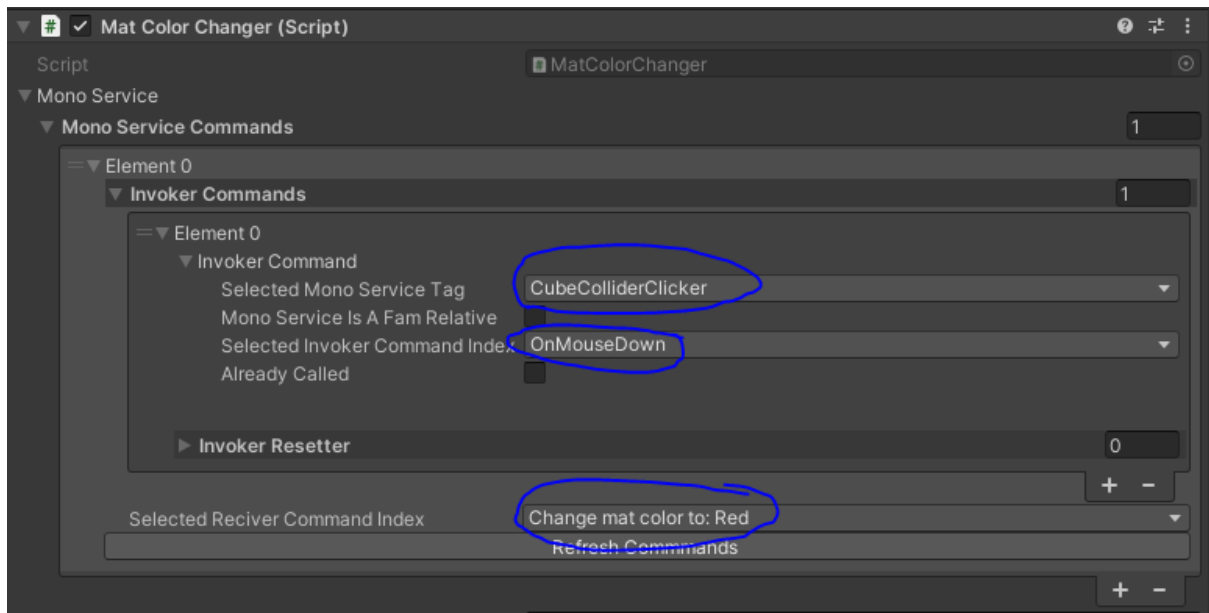 Mat Color Changer (Script)
Script MatColorChanger
Mono Service
Mono Service Commands 1
Element 0
Invoker Commands 1
Element 0
Invoker Command
Selected Mono Service Tag CubeColliderClicker
Mono Service Is A Fam Relative
Selected Invoker Command Index OnMouseDown
Already Called
Invoker Resetter 0
Selected Reciver Command Index Change mat color to: Red
Refresh Commmands